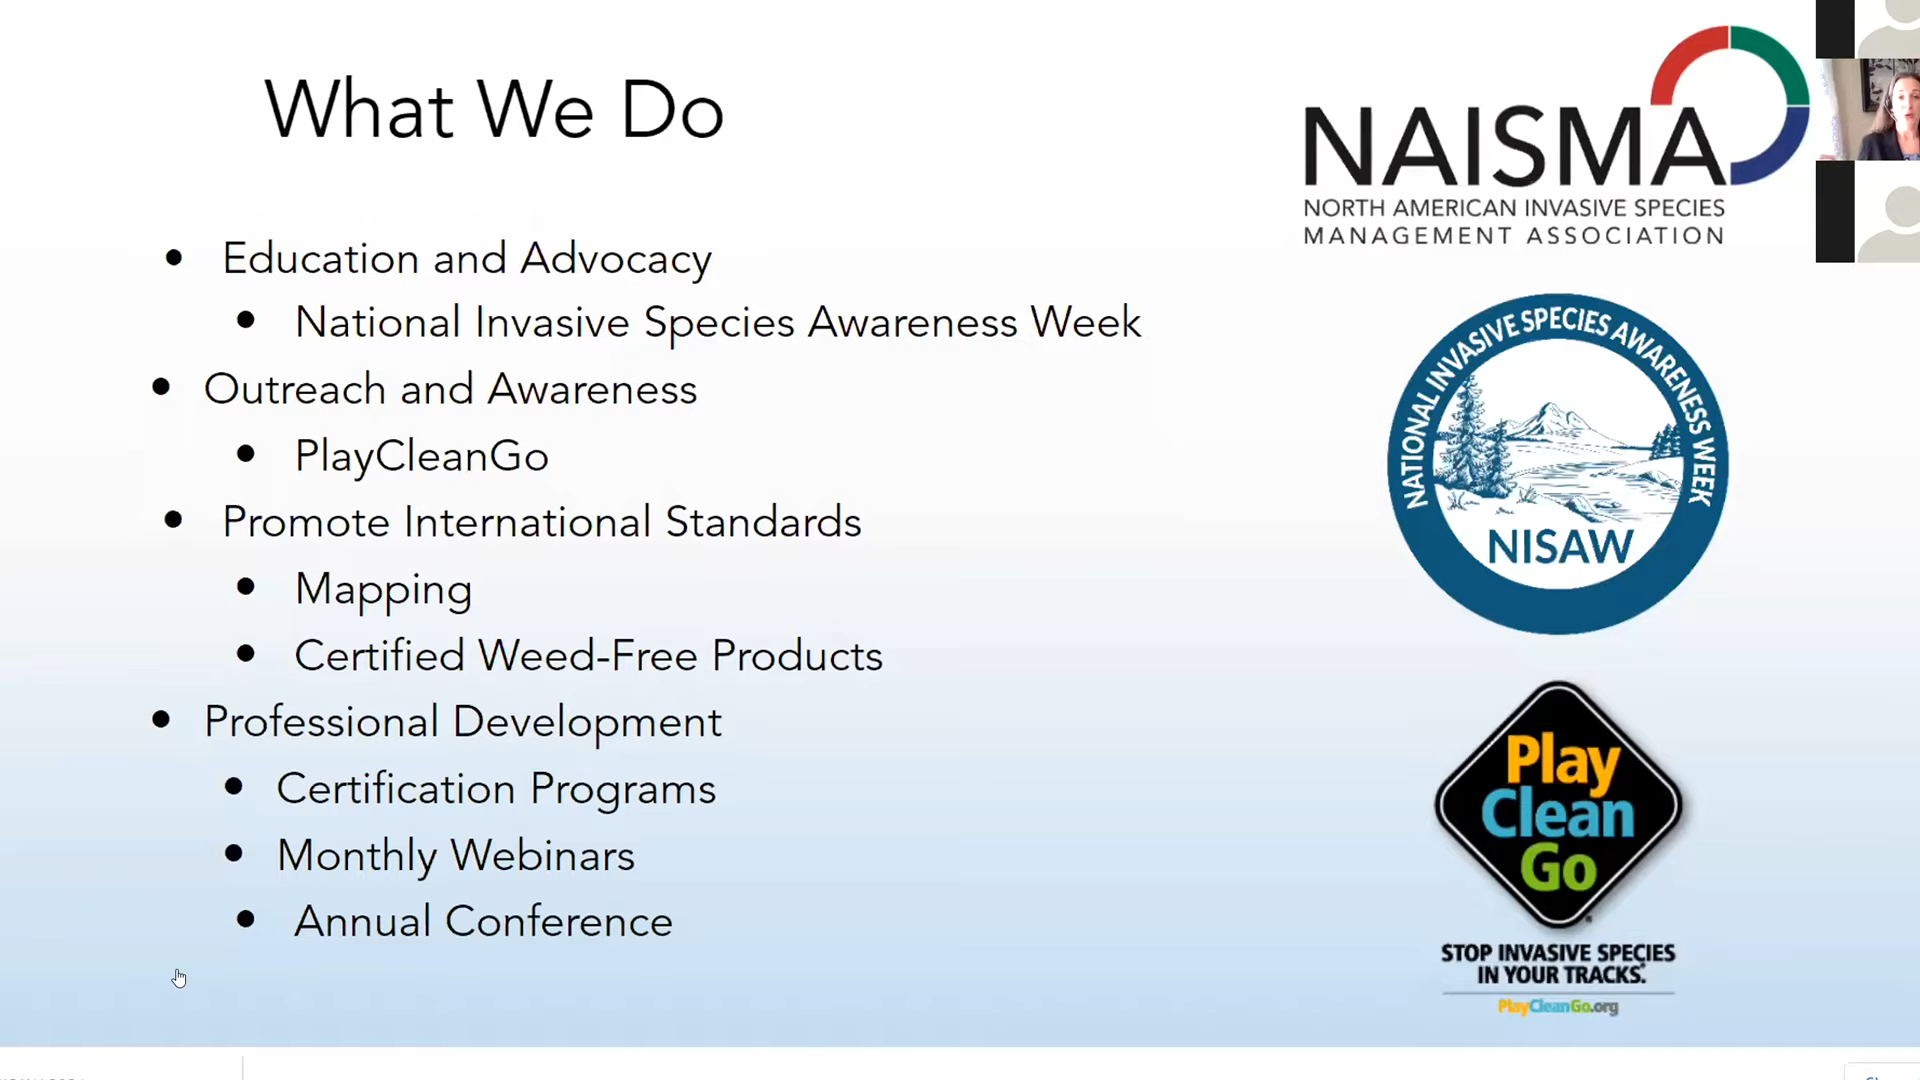 What We Do
NAISMA
NORTH AMERICAN INVASIVE SPECIES
MANAGEMENT ASSOCIATION
• Education and Advocacy
• National Invasive Species Awareness Week
• Outreach and Awareness
• PlayCleanGo
• Promote International Standards
• Mapping
• Certified Weed-Free Products
• Professional Development
• Certification Programs
• Monthly Webinars
• Annual Conference
NATIONAL INVASIVE SPECIES AWARENESS WEEK
NISAW
Play
Clean
Go
STOP INVASIVE SPECIES
IN YOUR TRACKS.
PlayCleanGo.org